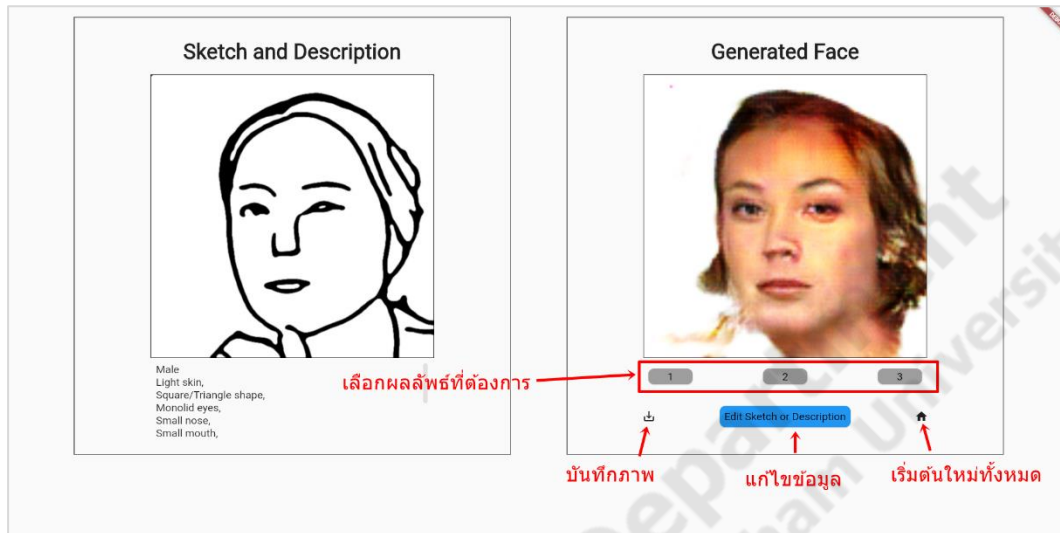 Sketch and Description
Male
Light skin,
Square/Triangle shape,
Monolid eyes,
Small nose,
Small mouth,
Generated Face
เลือกผลลัพธ์ที่ต้องการ
1 2 3
Edit Sketch or Description
บันทึกภาพ
แก้ไขข้อมูล
เริ่มต้นใหม่ทั้งหมด